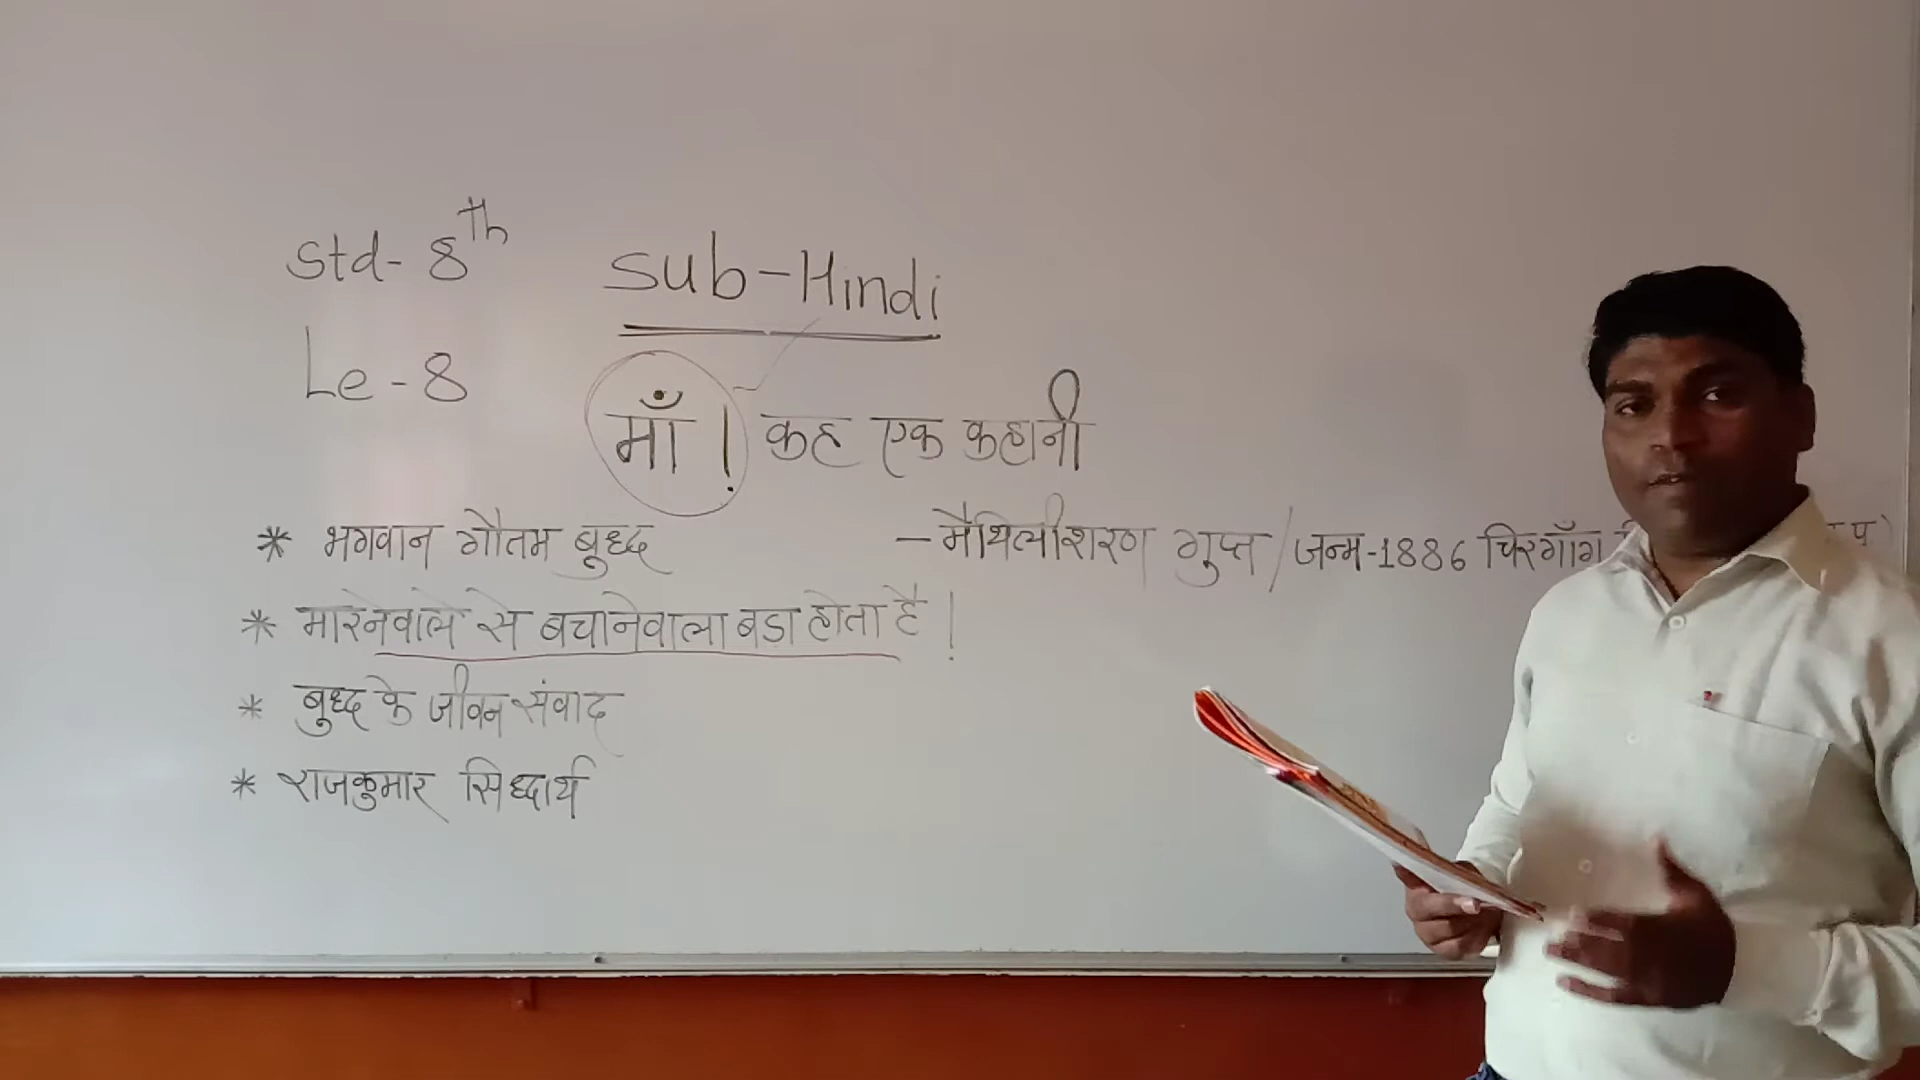 Std- 8th
Sub-Hindi
Le-8
माँ ! कह एक कहानी
* भगवान गौतम बुध्द
- मैथिलीशरण गुप्त / जन्म-1886 चिरगाँग
* मारनेवाले से बचानेवाला बडा होता है !
* बुध्द के जीवन संवाद
* राजकुमार सिध्दार्थ